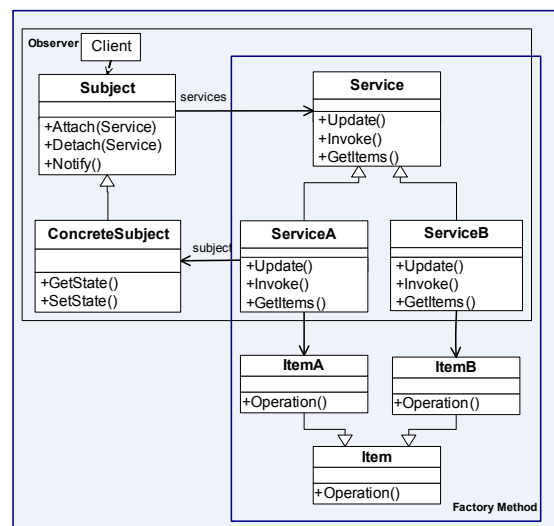 Observer
Client
Subject
+Attach(Service)
+Detach(Service)
+Notify()
services
Service
+Update()
+Invoke()
+GetItems()
ConcreteSubject
+GetState()
+SetState()
subject
ServiceA
+Update()
+Invoke()
+GetItems()
ServiceB
+Update()
+Invoke()
+GetItems()
ItemA
+Operation()
ItemB
+Operation()
Item
+Operation()
Factory Method